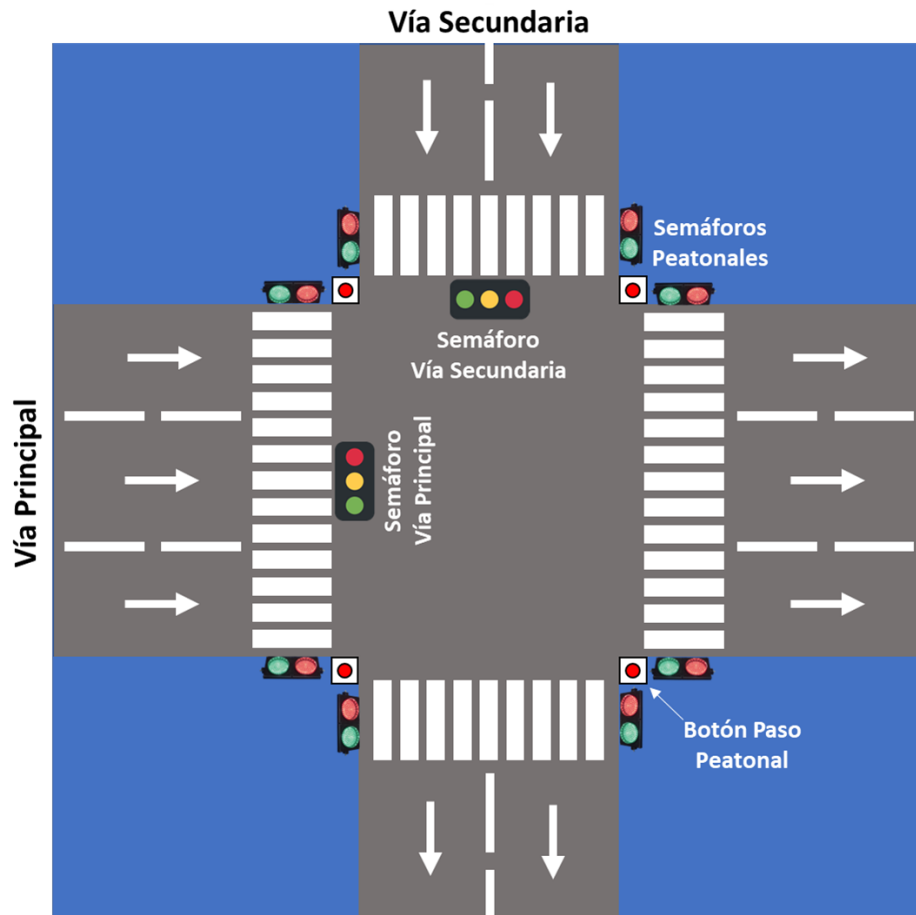 Vía Secundaria
Semáforos
Peatonales
Semáforo
Vía Secundaria
Vía Principal
Semáforo
Vía Principal
Botón Paso
Peatonal